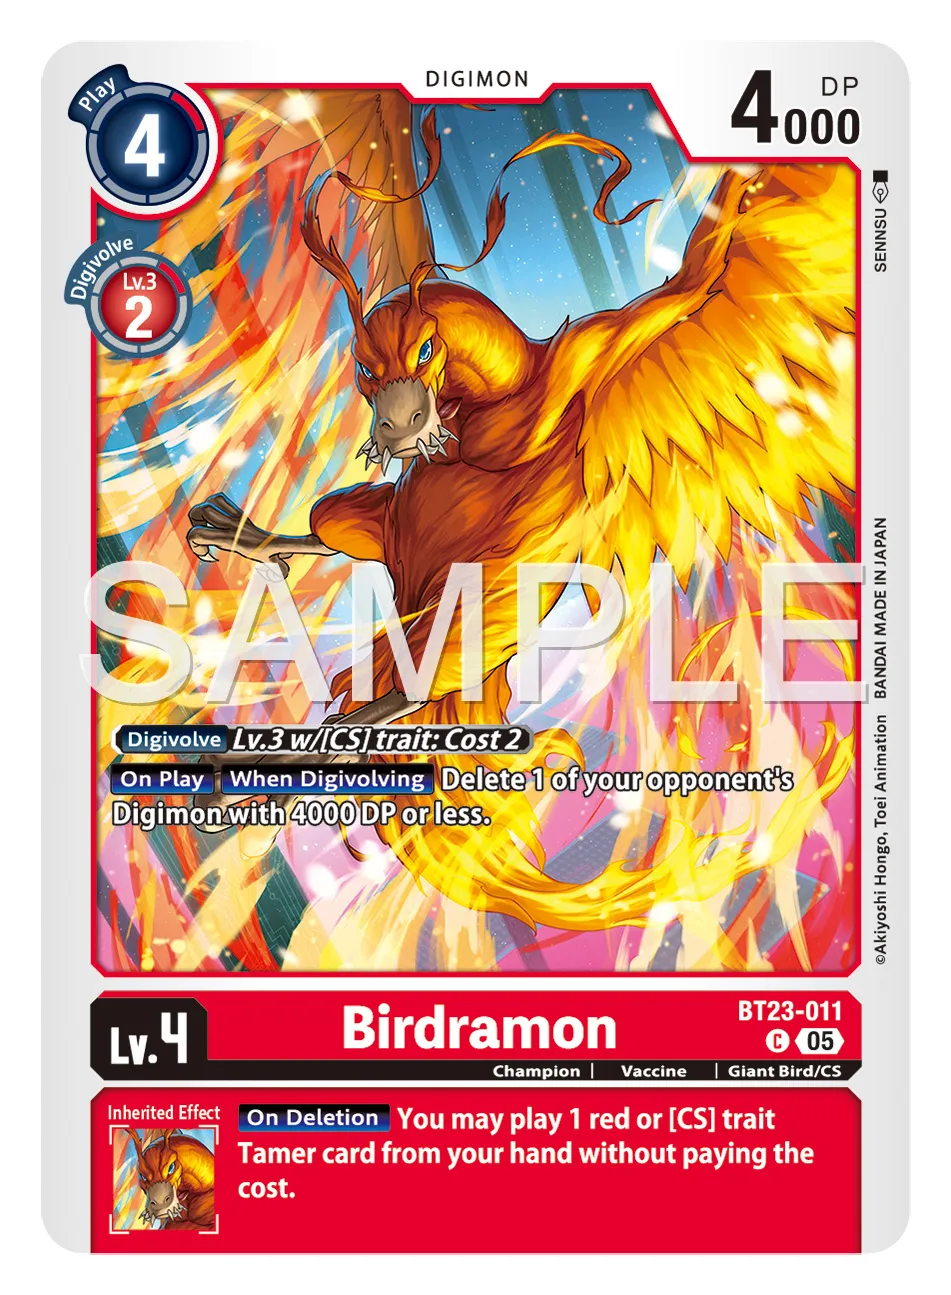 DIGIMON
Play
4
4000
DP
Digivolve
Lv.3
2
SENNSU
SAMPLE
Digivolve Lv.3 w/[CS] trait: Cost 2
On Play When Digivolving Delete 1 of your opponent's
Digimon with 4000 DP or less.
©Akiyoshi Hongo, Toei Animation BANDAI MADE IN JAPAN
Lv.4
Birdramon
BT23-011
C 05
Champion | Vaccine | Giant Bird/CS
Inherited Effect
On Deletion You may play 1 red or [CS] trait
Tamer card from your hand without paying the
cost.